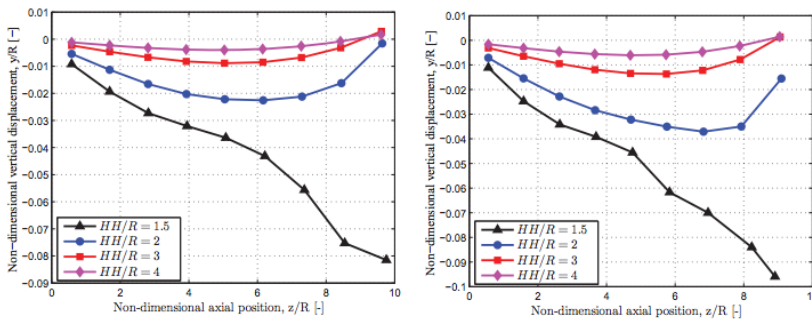 0.01
0
−0.01
−0.02
−0.03
−0.04
−0.05
−0.06
−0.07
−0.08
−0.09
Non−dimensional vertical displacement, y/R [−]
HH/R = 1.5
HH/R = 2
HH/R = 3
HH/R = 4
0 2 4 6 8 10
Non-dimensional axial position, z/R [-]
0.01
0
−0.01
−0.02
−0.03
−0.04
−0.05
−0.06
−0.07
−0.08
−0.09
−0.1
Non−dimensional vertical displacement, y/R [−]
HH/R = 1.5
HH/R = 2
HH/R = 3
HH/R = 4
0 2 4 6 8
Non-dimensional axial position, z/R [-]